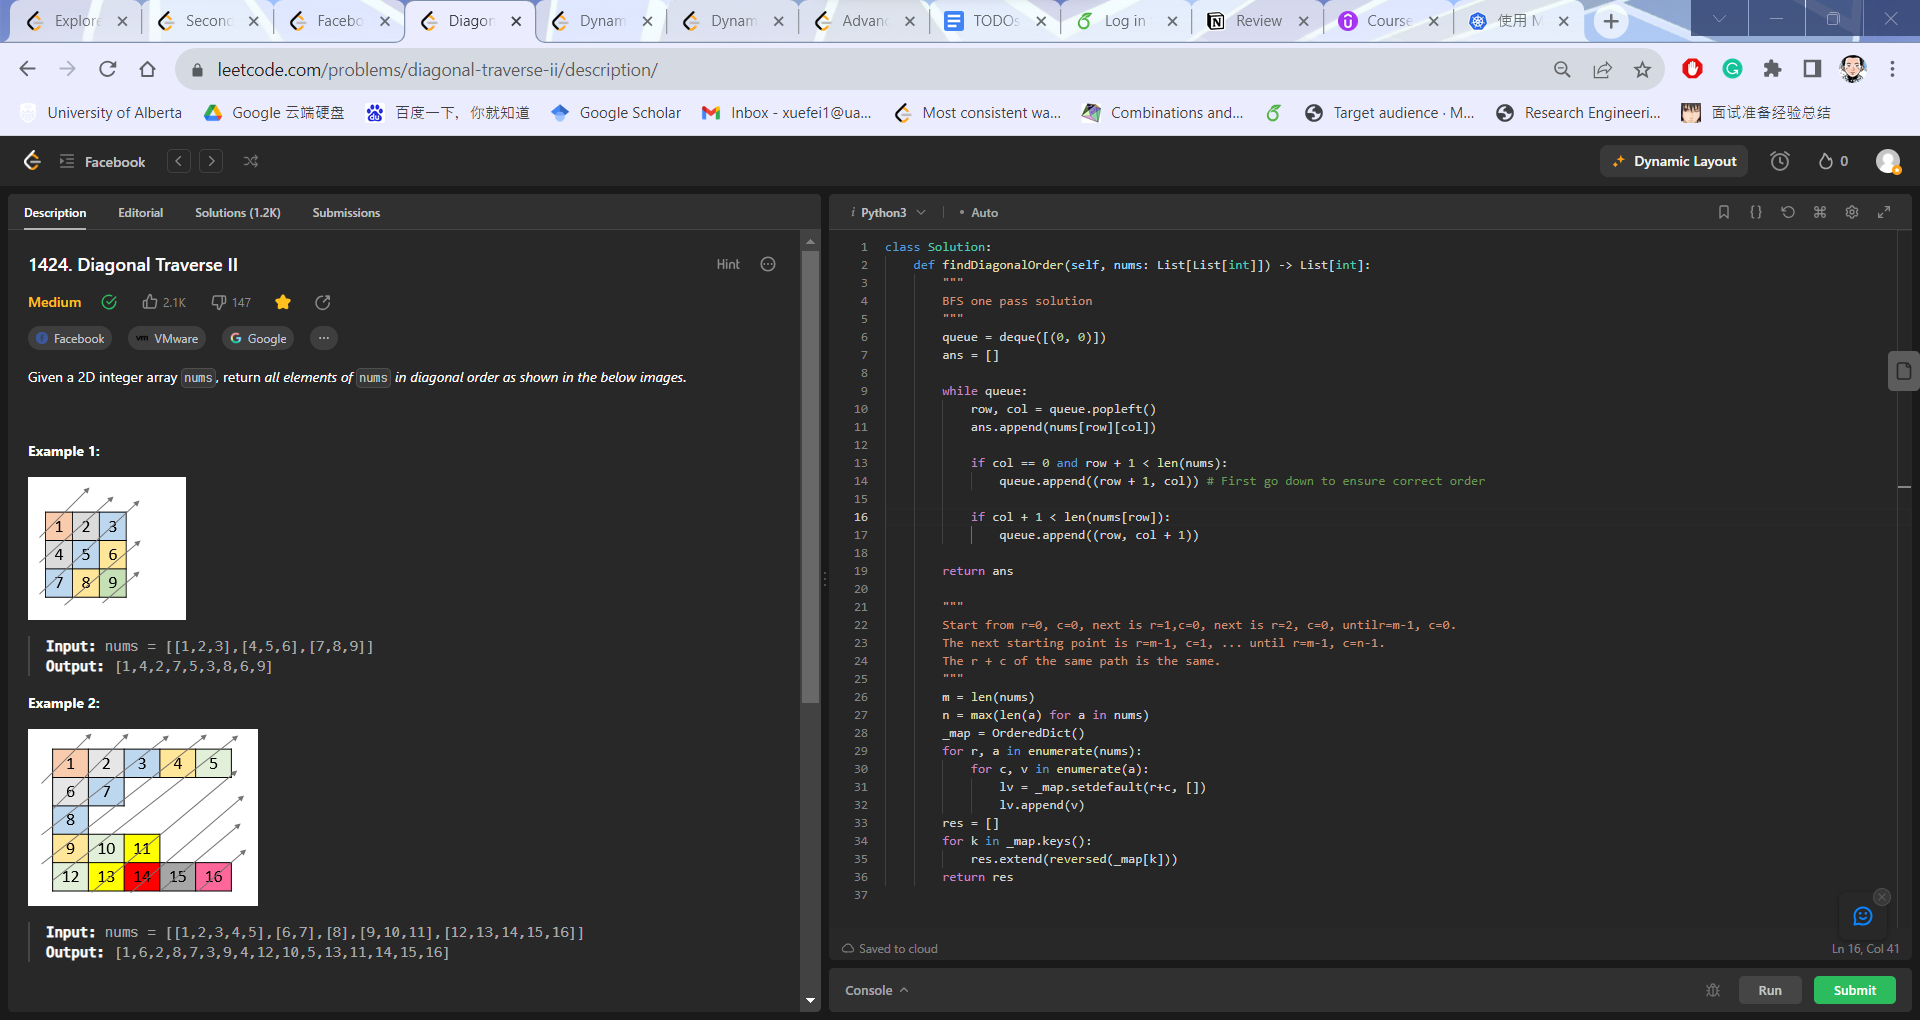 Explore
Secon
Facebo
Diagon
Dynam
Dynam
Advan
TODOs
Log in
Review
Course
使用 M
leetcode.com/problems/diagonal-traverse-ii/description/
University of Alberta
Google 云端硬盘
百度一下，你就知道
Google Scholar
Inbox - xuefei1@ua...
Most consistent wa...
Combinations and...
Target audience · M...
Research Engineeri...
面试准备经验总结
Facebook
Dynamic Layout
0
Description
Editorial
Solutions (1.2K)
Submissions
1424. Diagonal Traverse II
Hint
Medium
2.1K
147
Facebook
vm VMware
Google
...
Given a 2D integer array nums, return all elements of nums in diagonal order as shown in the below images.
Example 1:
1 2 3
4 5 6
7 8 9
Input: nums = [[1,2,3],[4,5,6],[7,8,9]]
Output: [1,4,2,7,5,3,8,6,9]
Example 2:
1 2 3 4 5
6 7
8
9 10 11
12 13 14 15 16
Input: nums = [[1,2,3,4,5],[6,7],[8],[9,10,11],[12,13,14,15,16]]
Output: [1,6,2,8,7,3,9,4,12,10,5,13,11,14,15,16]
i Python3
• Auto
1 class Solution:
2 def findDiagonalOrder(self, nums: List[List[int]]) -> List[int]:
3 """
4 BFS one pass solution
5 """
6 queue = deque([(0, 0)])
7 ans = []
8
9 while queue:
10 row, col = queue.popleft()
11 ans.append(nums[row][col])
12
13 if col == 0 and row + 1 < len(nums):
14 queue.append((row + 1, col)) # First go down to ensure correct order
15
16 if col + 1 < len(nums[row]):
17 queue.append((row, col + 1))
18
19 return ans
20
21 """
22 Start from r=0, c=0, next is r=1,c=0, next is r=2, c=0, untilr=m-1, c=0.
23 The next starting point is r=m-1, c=1, ... until r=m-1, c=n-1.
24 The r + c of the same path is the same.
25 """
26 m = len(nums)
27 n = max(len(a) for a in nums)
28 _map = OrderedDict()
29 for r, a in enumerate(nums):
30 for c, v in enumerate(a):
31 lv = _map.setdefault(r+c, [])
32 lv.append(v)
33 res = []
34 for k in _map.keys():
35 res.extend(reversed(_map[k]))
36 return res
37
Saved to cloud
Ln 16, Col 41
Console
Run
Submit